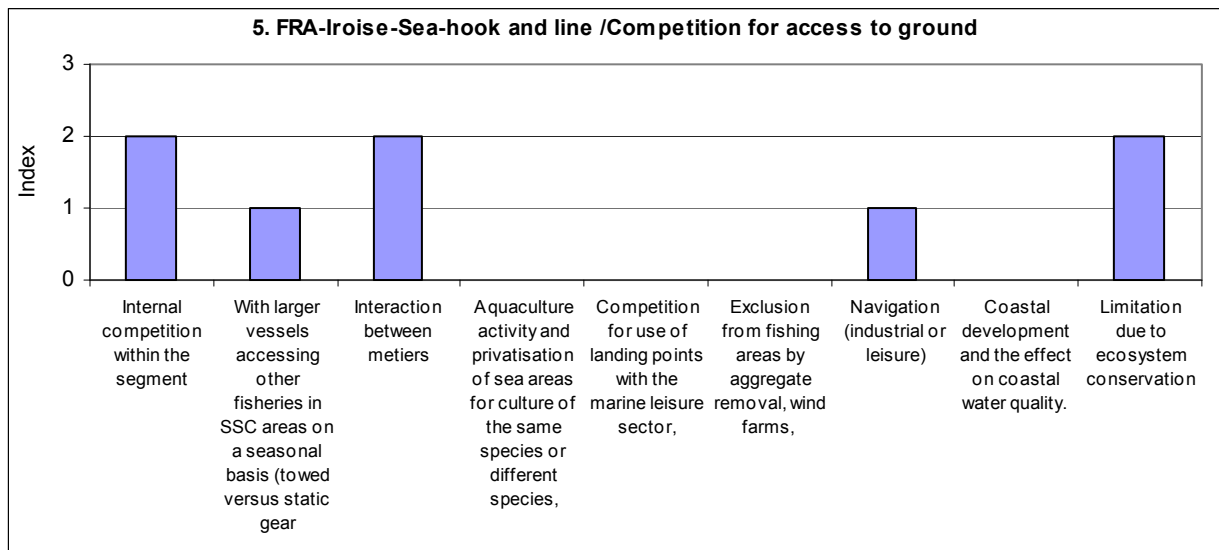 5. FRA-Iroise-Sea-hook and line /Competition for access to ground
3
2
1
0
Index
Internal
competition
within the
segment
With larger
vessels
accessing
other
fisheries in
SSC areas on
a seasonal
basis (towed
versus static
gear
Interaction
between
metiers
Aquaculture
activity and
privatisation
of sea areas
for culture of
the same
species or
different
species,
Competition
for use of
landing points
with the
marine leisure
sector,
Exclusion
from fishing
areas by
aggregate
removal, wind
farms,
Navigation
(industrial or
leisure)
Coastal
development
and the effect
on coastal
water quality.
Limitation
due to
ecosystem
conservation